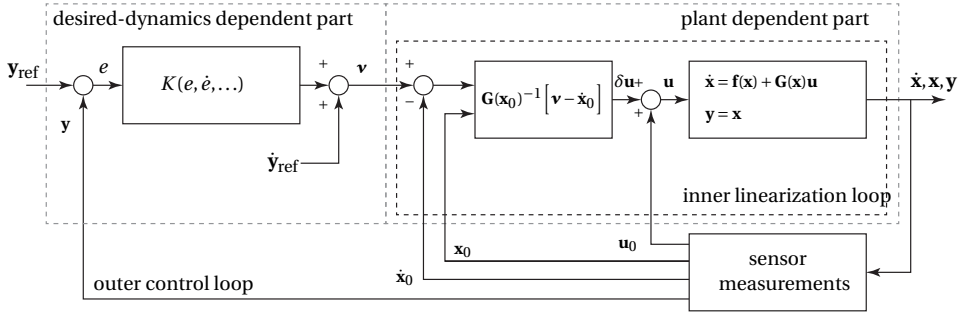 desired-dynamics dependent part
plant dependent part
y_ref
e
K(e, ė, ...)
+
+
ν
+
−
G(x₀)⁻¹[ν − ẋ₀]
δu
+
+
u
ẋ = f(x) + G(x)u
y = x
ẋ, x, y
y
ẏ_ref
inner linearization loop
x₀
u₀
ẋ₀
sensor
measurements
outer control loop